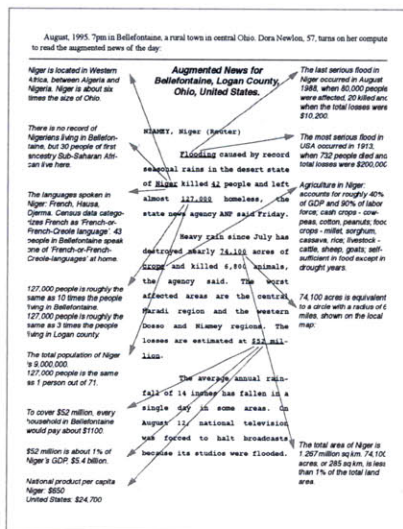 August, 1995. 7pm in Bellefontaine, a rural town in central Ohio. Dora Newlon, 57, turns on her compute
to read the augmented news of the day:
Augmented News for
Bellefontaine, Logan County,
Ohio, United States.
Niger is located in Western
Africa, between Algeria and
Nigeria. Niger is about six
times the size of Ohio.
There is no record of
Nigeriens living in Bellefon-
taine, but 30 people of first
ancestry Sub-Saharan Afri-
can live here.
The languages spoken in
Niger: French, Hausa,
Djerma. Census data catego-
rizes French as 'French-or-
French-Creole language'. 43
people in Bellefontaine speak
one of 'French-or-French-
Creole-languages' at home.
127,000 people is roughly the
same as 10 times the people
living in Bellefontaine.
127,000 people is roughly the
same as 3 times the people
living in Logan county.
The total population of Niger
is 9,000,000.
127,000 people is the same
as 1 person out of 71.
To cover $52 million, every
household in Bellefontaine
would pay about $1100.
$52 million is about 1% of
Niger's GDP, $5.4 billion.
National product per capita
Niger: $650
United States: $24,700
NIAMEY, Niger (Reuter)
Flooding caused by record
seasonal rains in the desert state
of Niger killed 42 people and left
almost 127,000 homeless, the
state news agency ANP said Friday.
Heavy rain since July has
destroyed nearly 74,100 acres of
crops and killed 6,800 animals,
the agency said. The worst
affected areas are the central
Maradi region and the western
Dosso and Niamey regions. The
losses are estimated at $52 mil-
lion.
The average annual rain-
fall of 14 inches has fallen in a
single day in some areas. On
August 12, national television
was forced to halt broadcasts
because its studios were flooded.
The last serious flood in
Niger occurred in August
1988, when 80,000 people
were affected, 20 killed and
when the total losses were
$10,200.
The most serious flood in
USA occurred in 1913,
when 732 people died and
total losses were $200,000
Agriculture in Niger:
accounts for roughly 40%
of GDP and 90% of labor
force; cash crops - cow-
peas, cotton, peanuts; food
crops - millet, sorghum,
cassava, rice; livestock -
cattle, sheep, goats; self-
sufficient in food except in
drought years.
74,100 acres is equivalent
to a circle with a radius of 6
miles, shown on the local
map:
The total area of Niger is
1.267 million sq km. 74,100
acres, or 285 sq km, is less
than 1% of the total land
area.